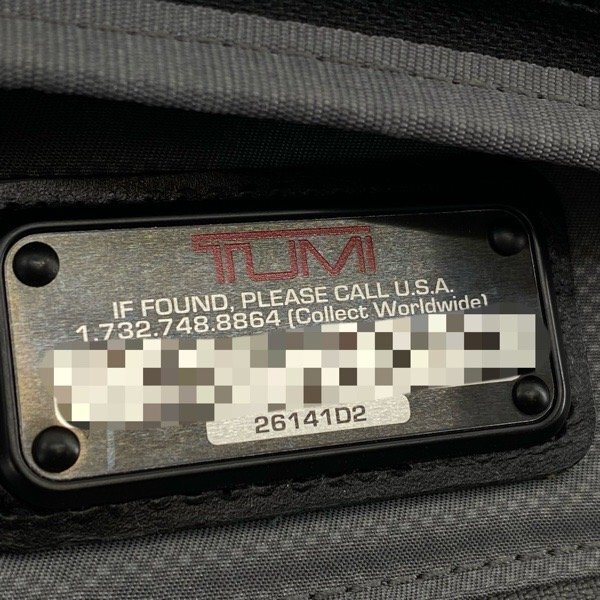 TUMI
IF FOUND, PLEASE CALL U.S.A.
1.732.748.8864 (Collect Worldwide)
26141D2